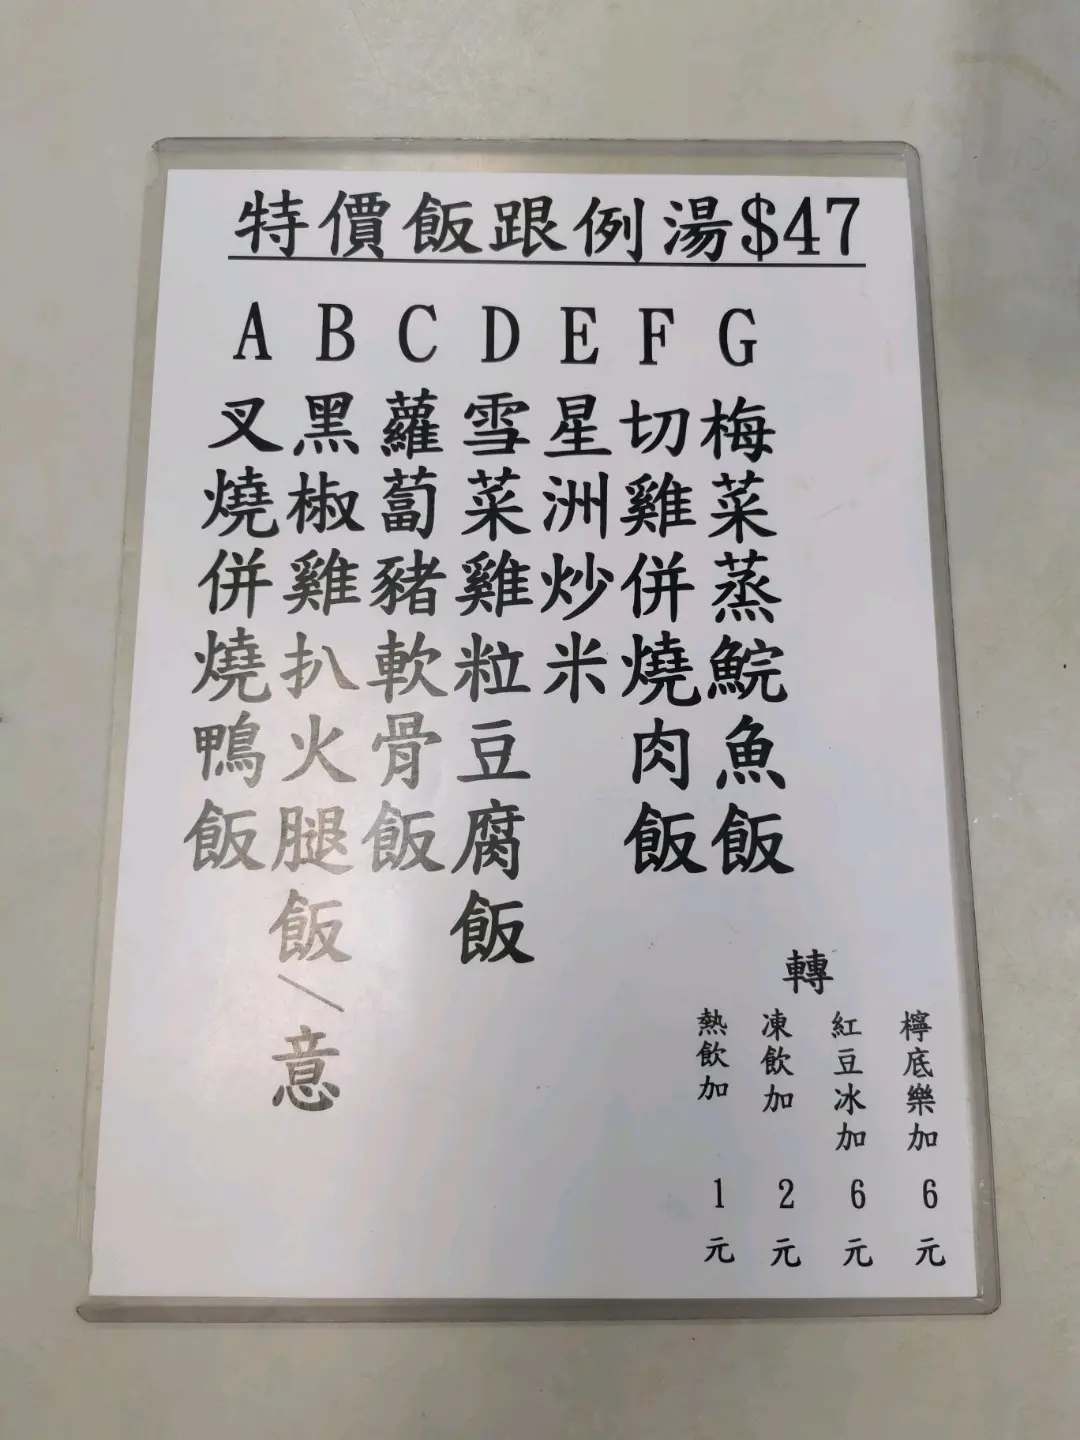 特價飯跟例湯$47
A 叉燒併燒鴨飯
B 黑椒雞扒火腿飯／意
C 蘿蔔豬軟骨飯
D 雪菜雞粒豆腐飯
E 星洲炒米
F 切雞併燒肉飯
G 梅菜蒸鯇魚飯
轉
熱飲加 1元
凍飲加 2元
紅豆冰加 6元
檸底樂加 6元